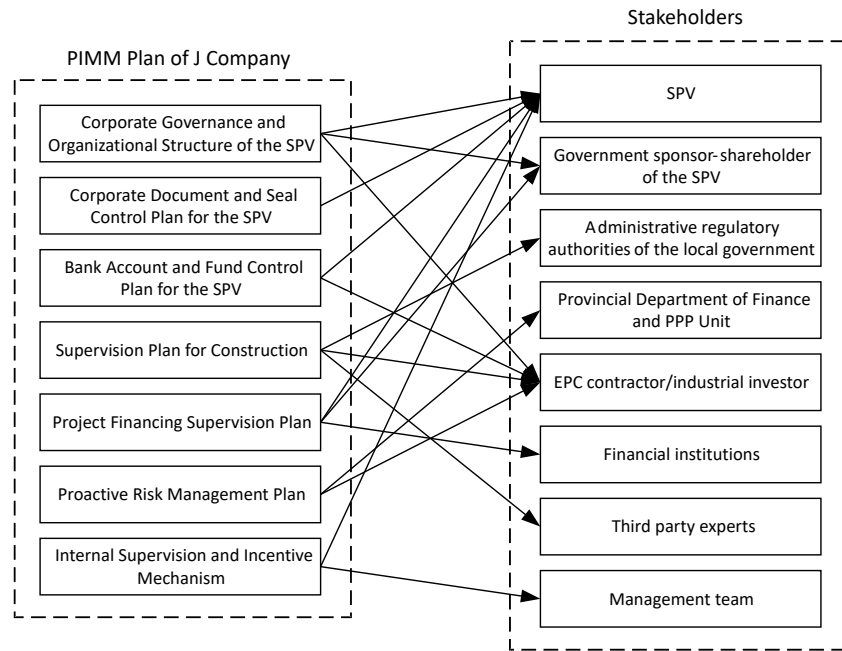 Stakeholders
PIMM Plan of J Company
Corporate Governance and
Organizational Structure of the SPV
Corporate Document and Seal
Control Plan for the SPV
Bank Account and Fund Control
Plan for the SPV
Supervision Plan for Construction
Project Financing Supervision Plan
Proactive Risk Management Plan
Internal Supervision and Incentive
Mechanism
SPV
Government sponsor-shareholder
of the SPV
Administrative regulatory
authorities of the local government
Provincial Department of Finance
and PPP Unit
EPC contractor/industrial investor
Financial institutions
Third party experts
Management team